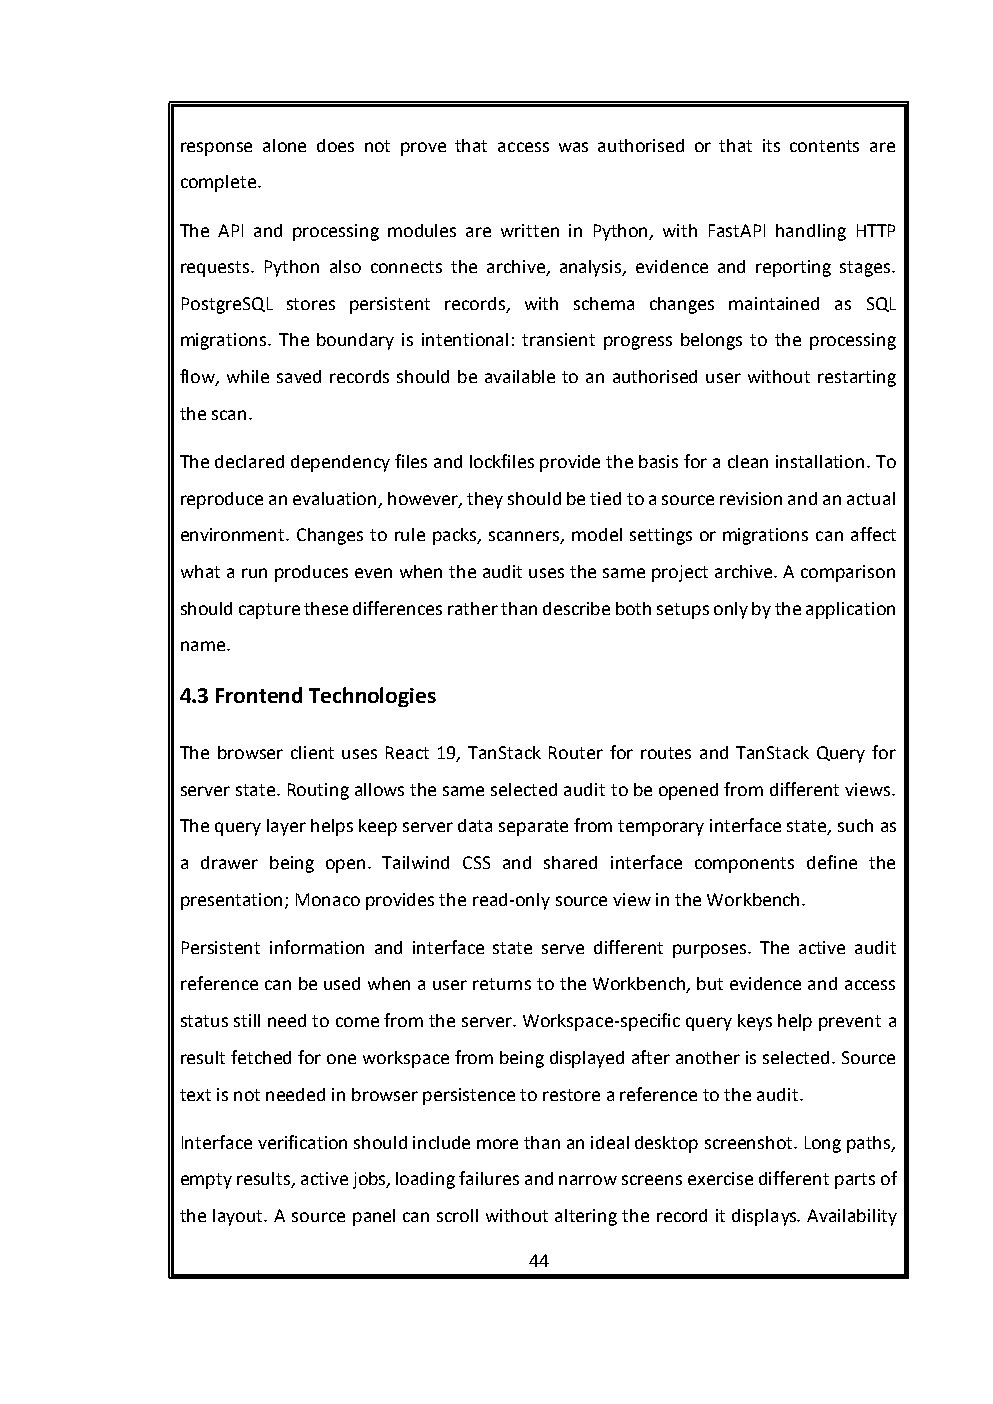 response alone does not prove that access was authorised or that its contents are
complete.
The API and processing modules are written in Python, with FastAPI handling HTTP
requests. Python also connects the archive, analysis, evidence and reporting stages.
PostgreSQL stores persistent records, with schema changes maintained as SQL
migrations. The boundary is intentional: transient progress belongs to the processing
flow, while saved records should be available to an authorised user without restarting
the scan.
The declared dependency files and lockfiles provide the basis for a clean installation. To
reproduce an evaluation, however, they should be tied to a source revision and an actual
environment. Changes to rule packs, scanners, model settings or migrations can affect
what a run produces even when the audit uses the same project archive. A comparison
should capture these differences rather than describe both setups only by the application
name.
4.3 Frontend Technologies
The browser client uses React 19, TanStack Router for routes and TanStack Query for
server state. Routing allows the same selected audit to be opened from different views.
The query layer helps keep server data separate from temporary interface state, such as
a drawer being open. Tailwind CSS and shared interface components define the
presentation; Monaco provides the read-only source view in the Workbench.
Persistent information and interface state serve different purposes. The active audit
reference can be used when a user returns to the Workbench, but evidence and access
status still need to come from the server. Workspace-specific query keys help prevent a
result fetched for one workspace from being displayed after another is selected. Source
text is not needed in browser persistence to restore a reference to the audit.
Interface verification should include more than an ideal desktop screenshot. Long paths,
empty results, active jobs, loading failures and narrow screens exercise different parts of
the layout. A source panel can scroll without altering the record it displays. Availability
44